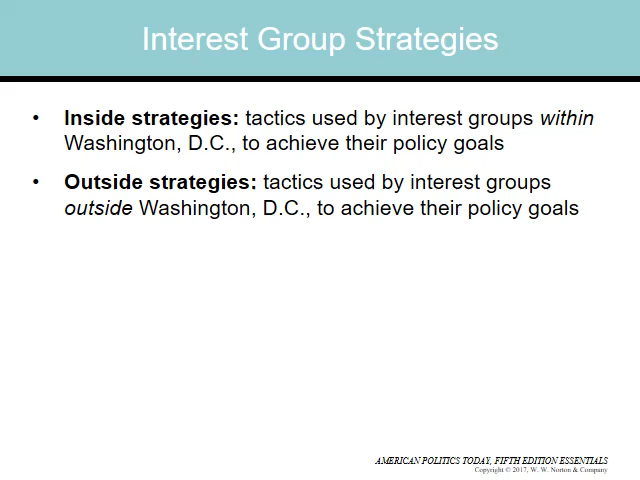 Interest Group Strategies
• Inside strategies: tactics used by interest groups within
Washington, D.C., to achieve their policy goals
• Outside strategies: tactics used by interest groups
outside Washington, D.C., to achieve their policy goals
AMERICAN POLITICS TODAY, FIFTH EDITION ESSENTIALS
Copyright © 2017, W. W. Norton & Company